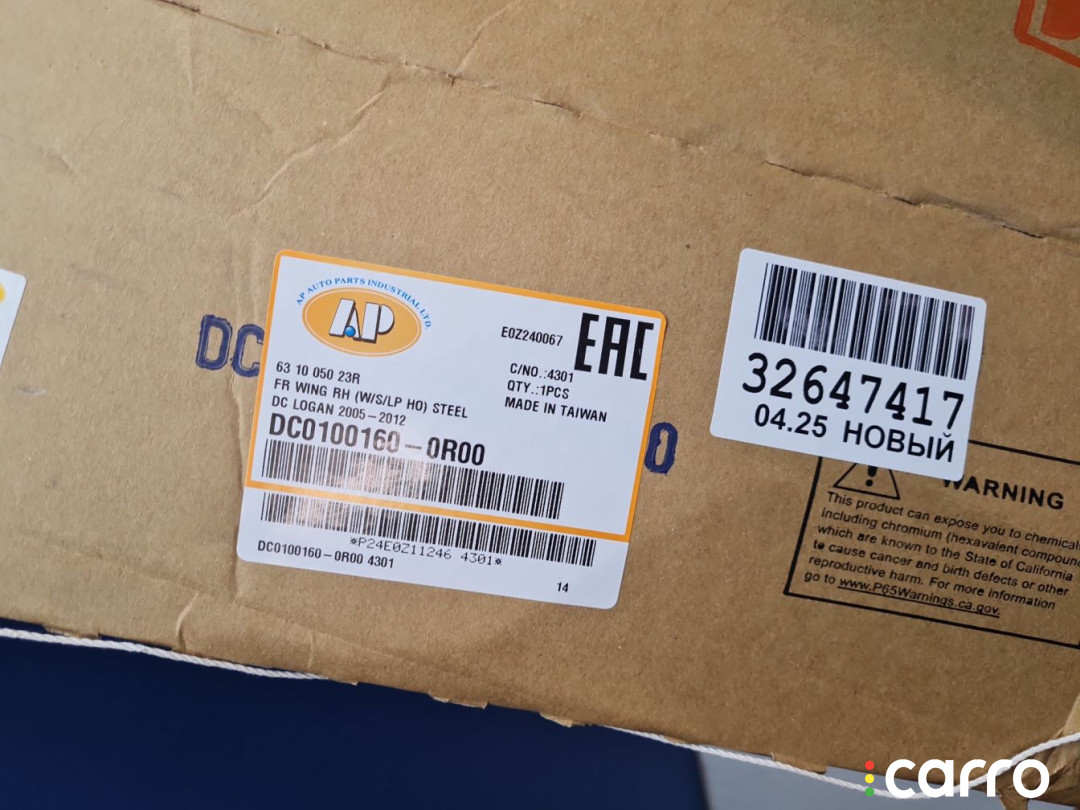 AP AUTO PARTS INDUSTRIAL LTD.
AP
E0Z240067
EAC
63 10 050 23R
FR WING RH (W/S/LP HO) STEEL
DC LOGAN 2005-2012
C/NO.:4301
QTY.:1PCS
MADE IN TAIWAN
DC0100160-0R00
*P24E0Z11246 4301*
DC0100160-0R00 4301
14
DC
0
32647417
04.25 НОВЫЙ
WARNING
This product can expose you to chemicals
including chromium (hexavalent compounds
which are known to the State of California
to cause cancer and birth defects or other
reproductive harm. For more information
go to www.P65Warnings.ca.gov.
carro